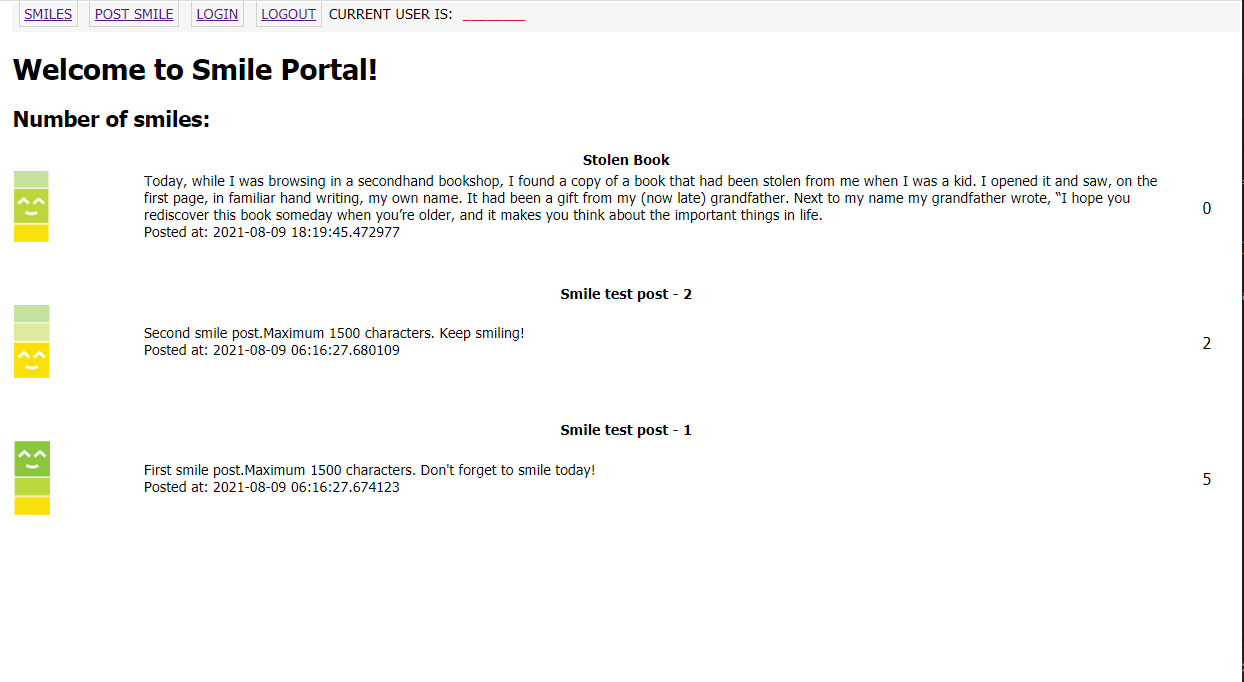 SMILES POST SMILE LOGIN LOGOUT CURRENT USER IS: ________
Welcome to Smile Portal!
Number of smiles:
Stolen Book
Today, while I was browsing in a secondhand bookshop, I found a copy of a book that had been stolen from me when I was a kid. I opened it and saw, on the
first page, in familiar hand writing, my own name. It had been a gift from my (now late) grandfather. Next to my name my grandfather wrote, “I hope you
rediscover this book someday when you’re older, and it makes you think about the important things in life.
Posted at: 2021-08-09 18:19:45.472977
0
Smile test post - 2
Second smile post.Maximum 1500 characters. Keep smiling!
Posted at: 2021-08-09 06:16:27.680109
2
Smile test post - 1
First smile post.Maximum 1500 characters. Don't forget to smile today!
Posted at: 2021-08-09 06:16:27.674123
5